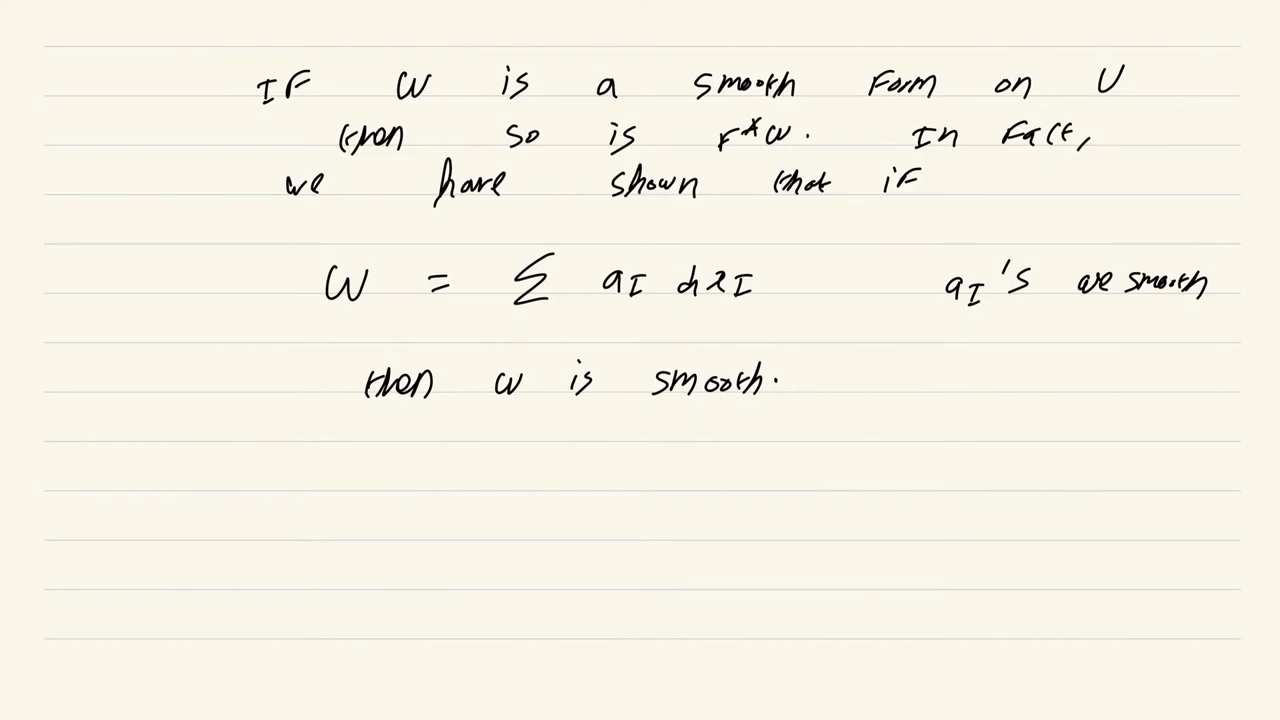 IF ω is a smooth Form on U
then so is F*ω. In Fact,
we have shown that if
ω = Σ a_I dx_I a_I's are smooth
then ω is smooth.